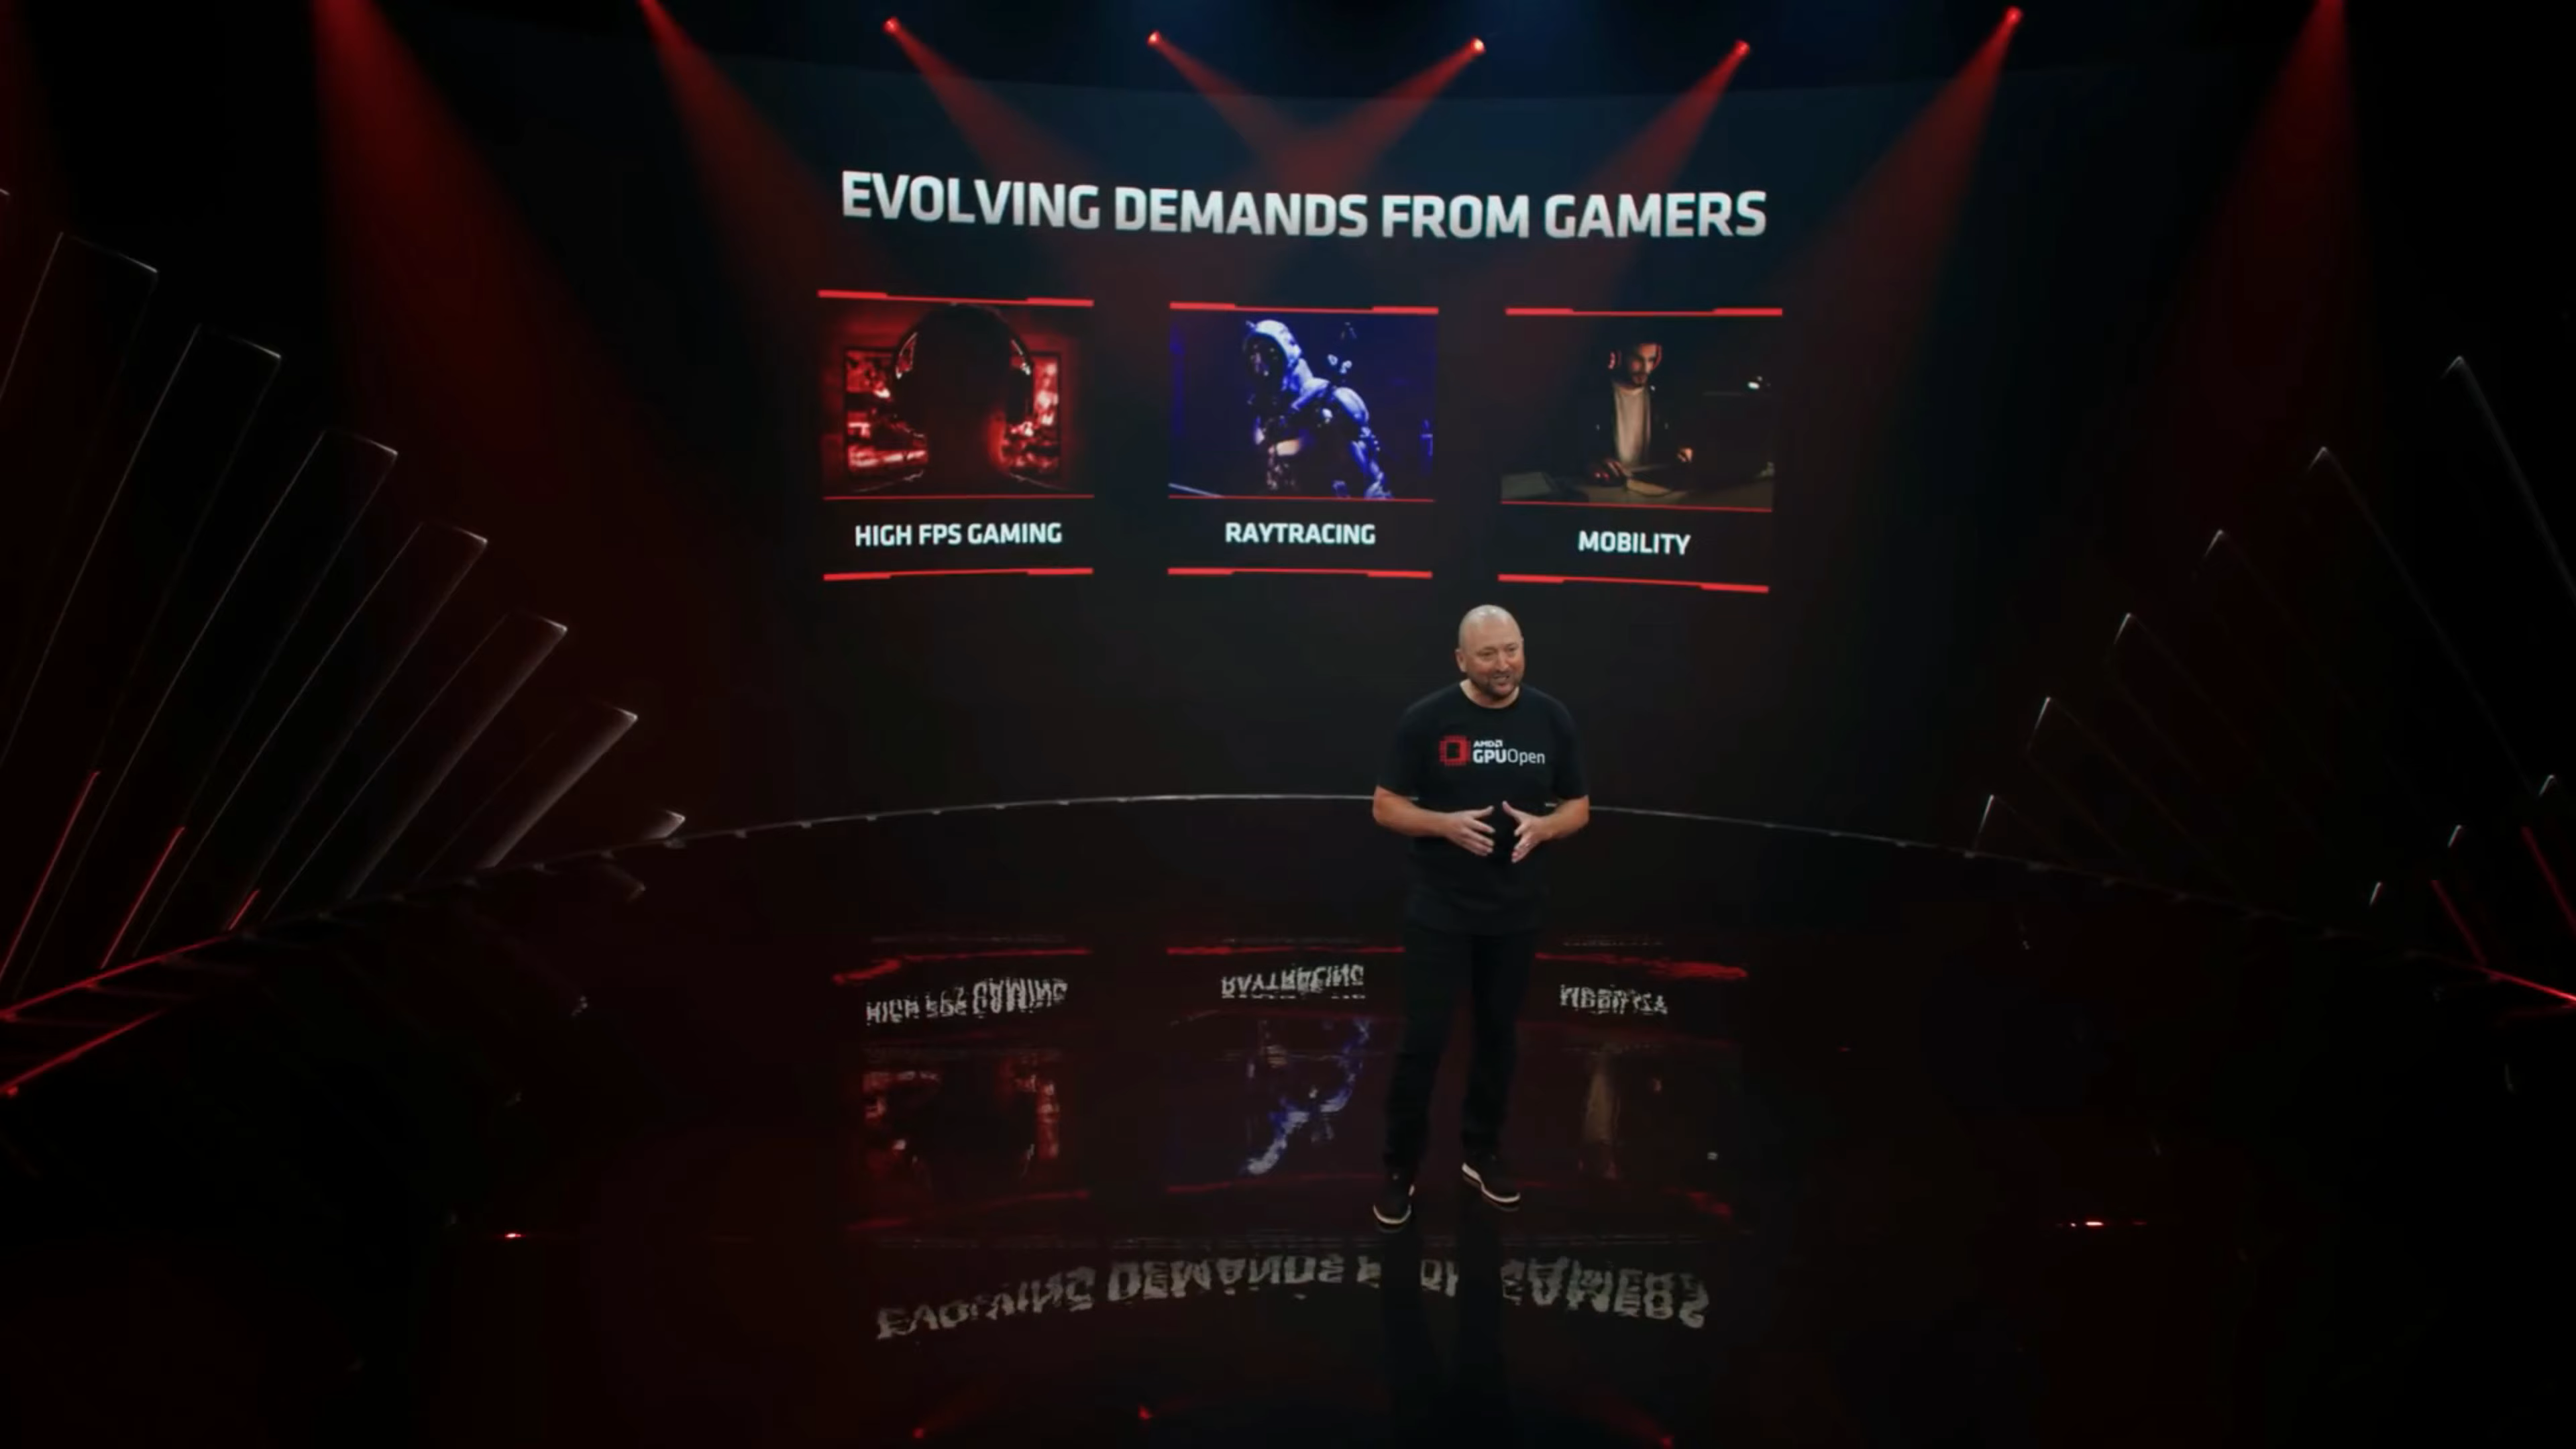 EVOLVING DEMANDS FROM GAMERS
HIGH FPS GAMING
RAYTRACING
MOBILITY
AMD
GPUOpen